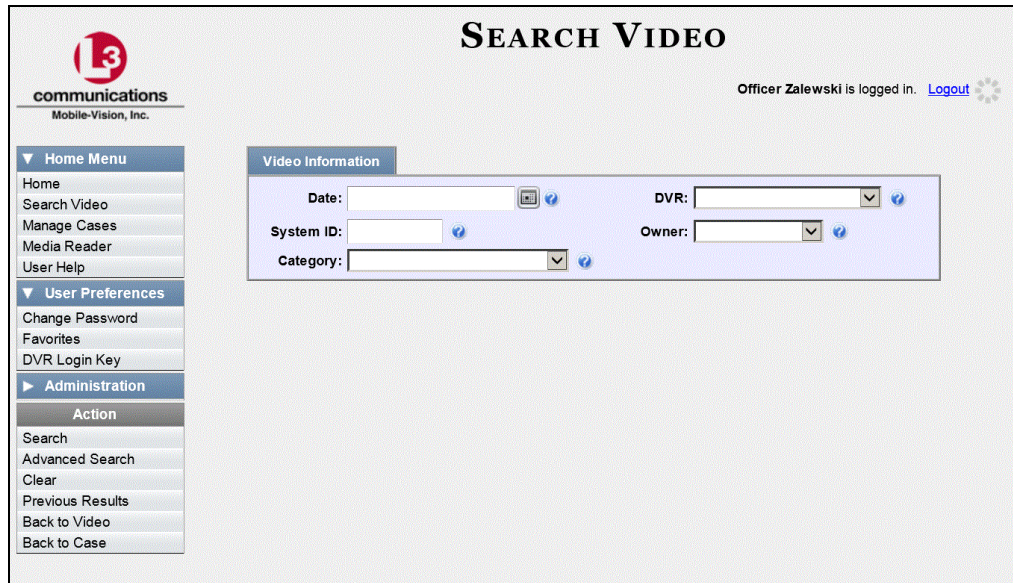 L3
communications
Mobile-Vision, Inc.
SEARCH VIDEO
Officer Zalewski is logged in. Logout
Home Menu
Home
Search Video
Manage Cases
Media Reader
User Help
User Preferences
Change Password
Favorites
DVR Login Key
Administration
Action
Search
Advanced Search
Clear
Previous Results
Back to Video
Back to Case
Video Information
Date: ? DVR: ?
System ID: ? Owner: ?
Category: ?